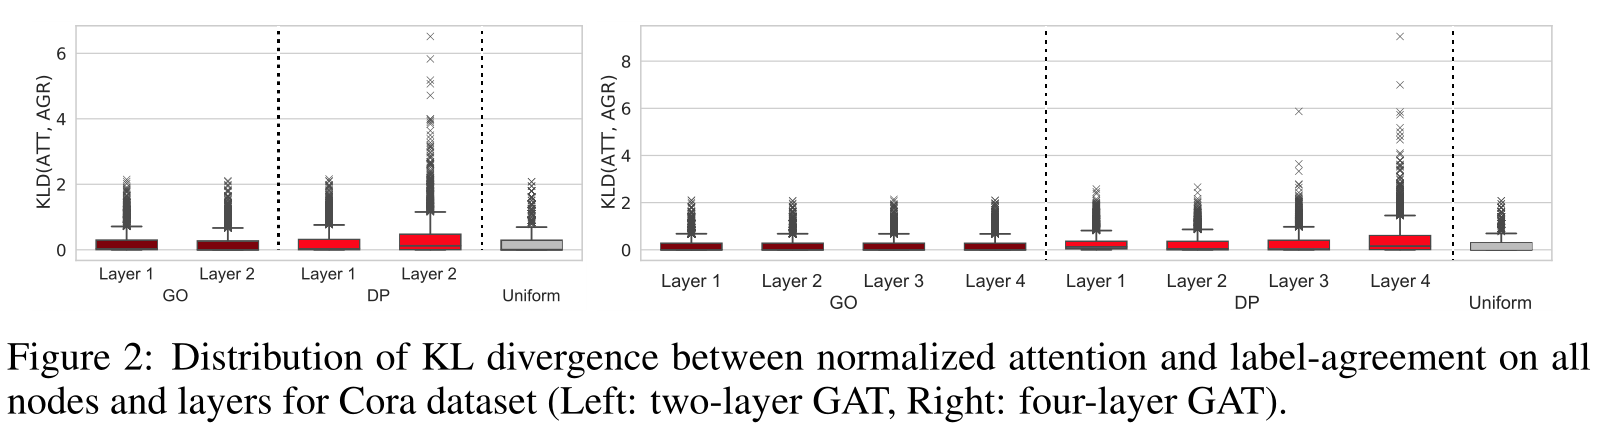 KLD(ATT, AGR)
6
4
2
0
Layer 1 Layer 2 Layer 1 Layer 2
GO DP Uniform
KLD(ATT, AGR)
8
6
4
2
0
Layer 1 Layer 2 Layer 3 Layer 4 Layer 1 Layer 2 Layer 3 Layer 4
GO DP Uniform
Figure 2: Distribution of KL divergence between normalized attention and label-agreement on all
nodes and layers for Cora dataset (Left: two-layer GAT, Right: four-layer GAT).